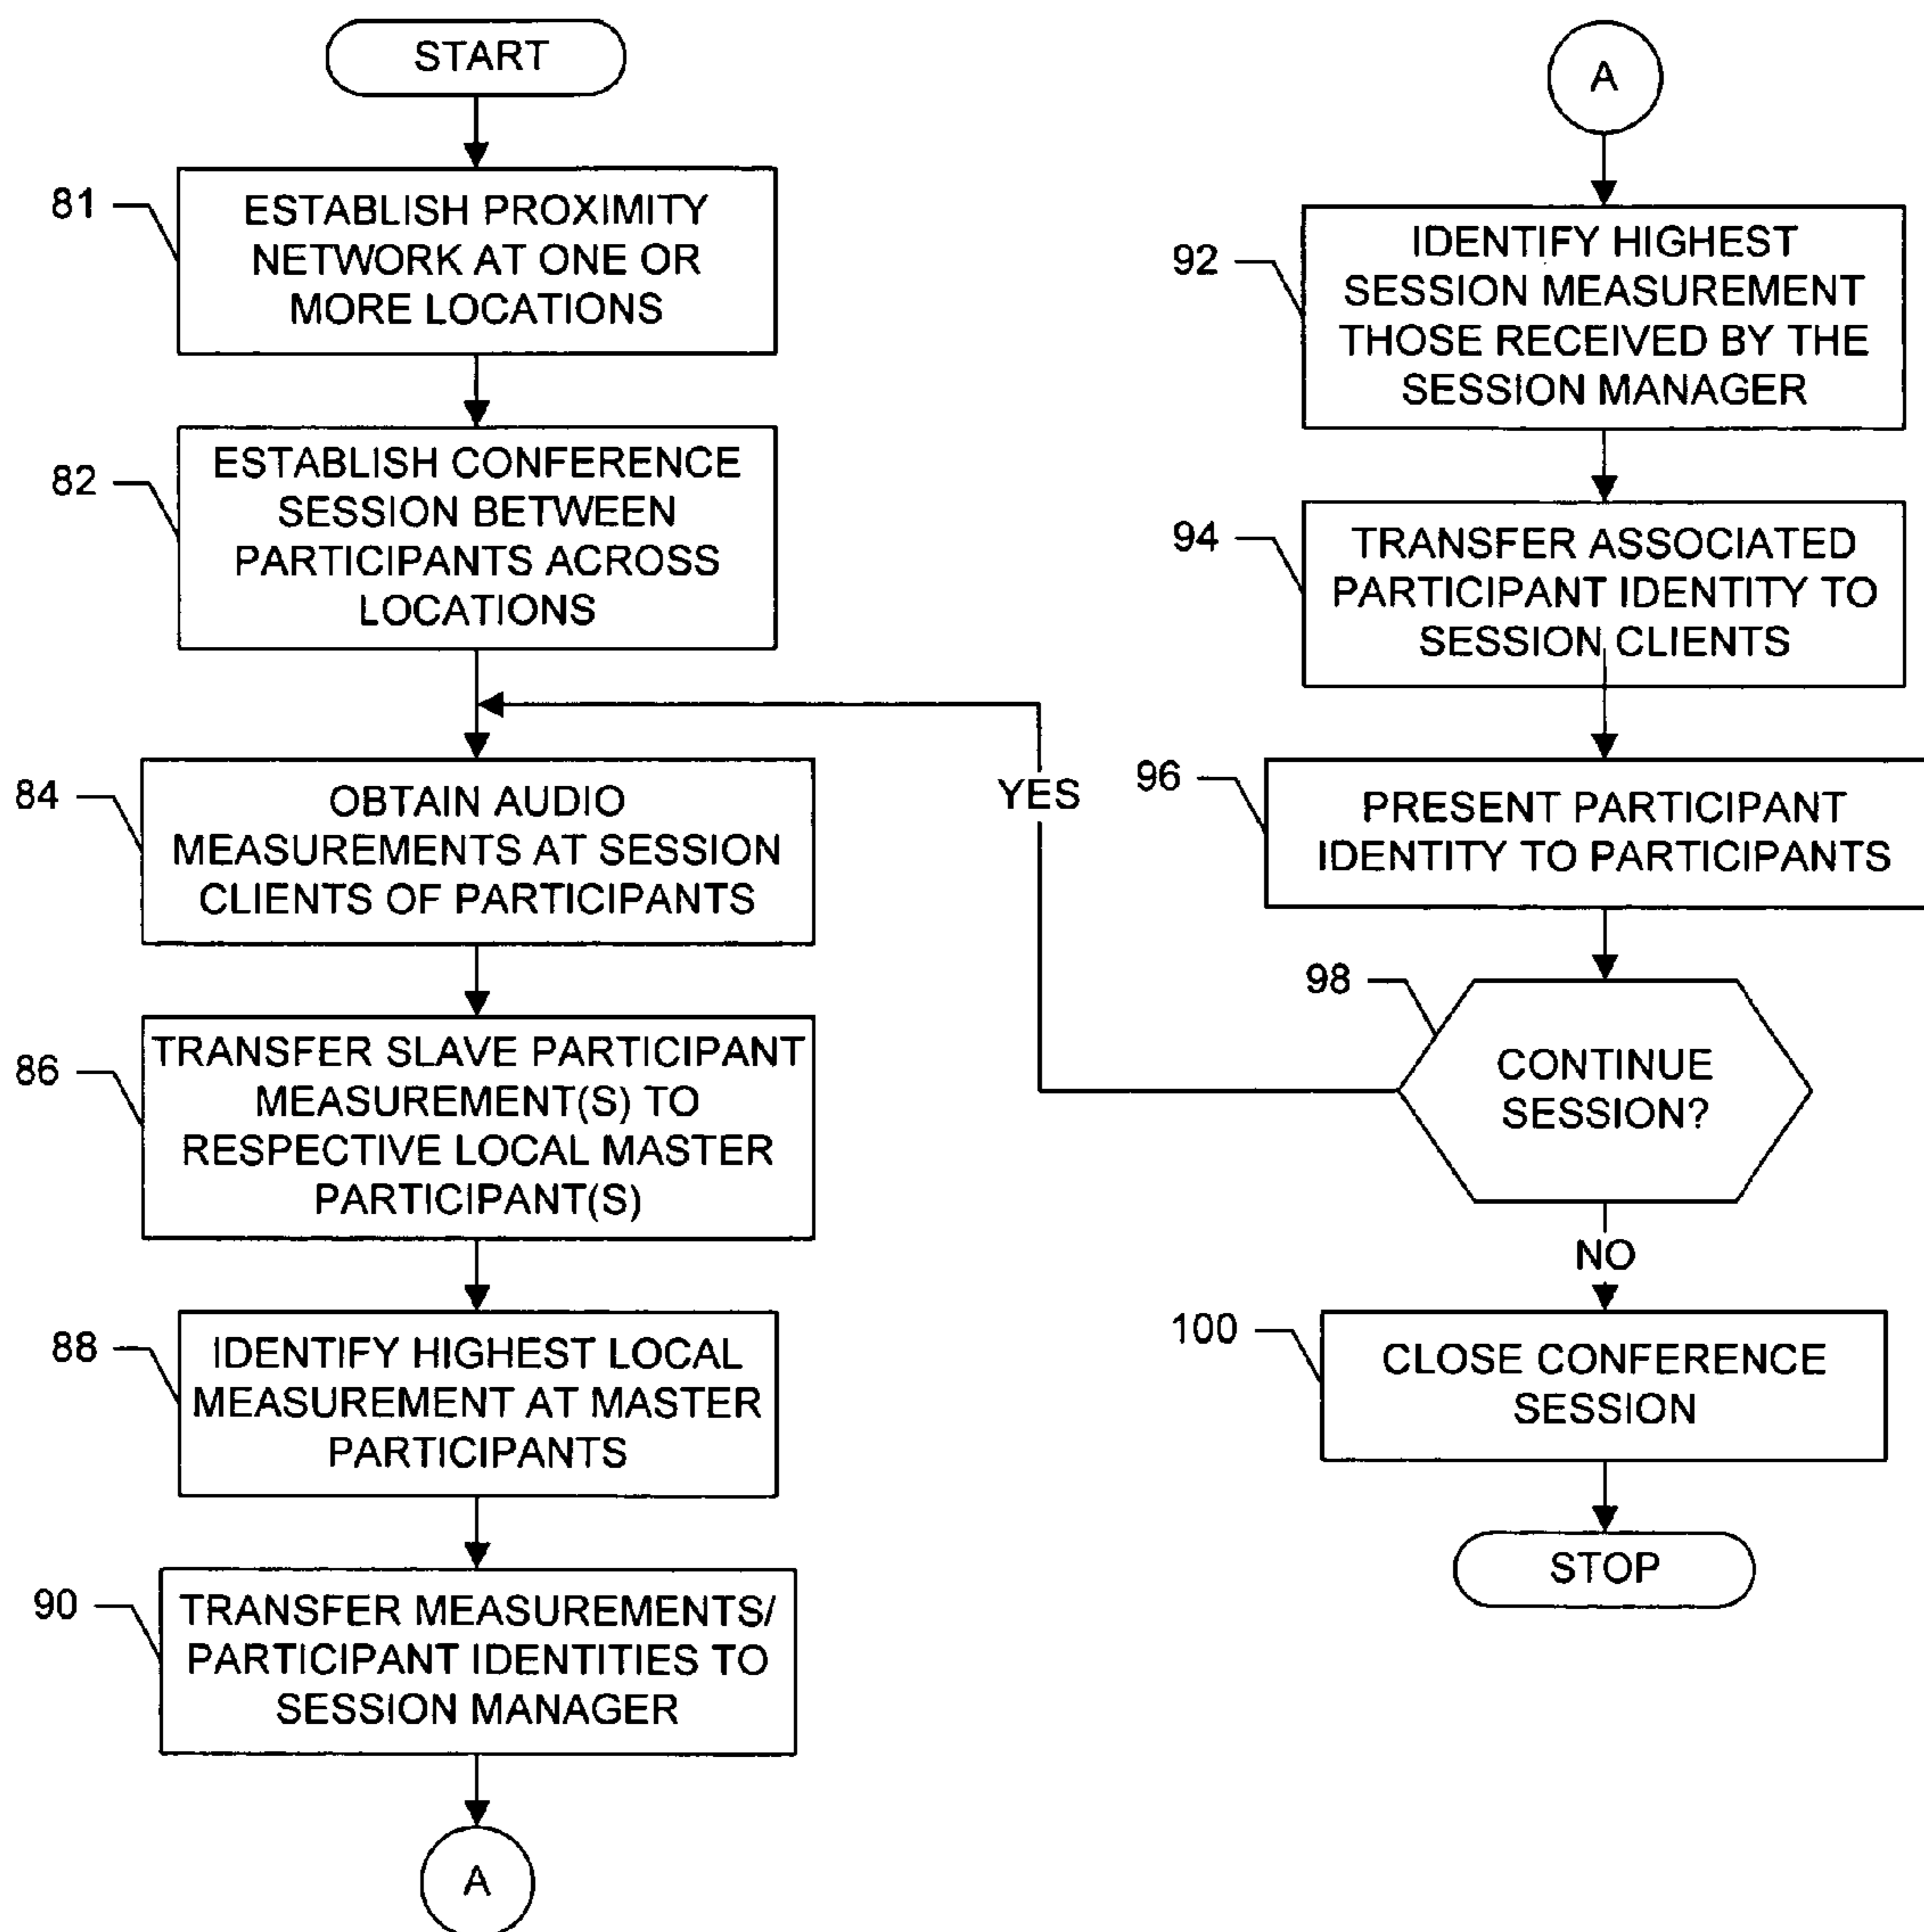 START
81
ESTABLISH PROXIMITY
NETWORK AT ONE OR
MORE LOCATIONS
82
ESTABLISH CONFERENCE
SESSION BETWEEN
PARTICIPANTS ACROSS
LOCATIONS
84
OBTAIN AUDIO
MEASUREMENTS AT SESSION
CLIENTS OF PARTICIPANTS
86
TRANSFER SLAVE PARTICIPANT
MEASUREMENT(S) TO
RESPECTIVE LOCAL MASTER
PARTICIPANT(S)
88
IDENTIFY HIGHEST LOCAL
MEASUREMENT AT MASTER
PARTICIPANTS
90
TRANSFER MEASUREMENTS/
PARTICIPANT IDENTITIES TO
SESSION MANAGER
A
A
92
IDENTIFY HIGHEST
SESSION MEASUREMENT
THOSE RECEIVED BY THE
SESSION MANAGER
94
TRANSFER ASSOCIATED
PARTICIPANT IDENTITY TO
SESSION CLIENTS
96
PRESENT PARTICIPANT
IDENTITY TO PARTICIPANTS
98
CONTINUE
SESSION?
YES
NO
100
CLOSE CONFERENCE
SESSION
STOP